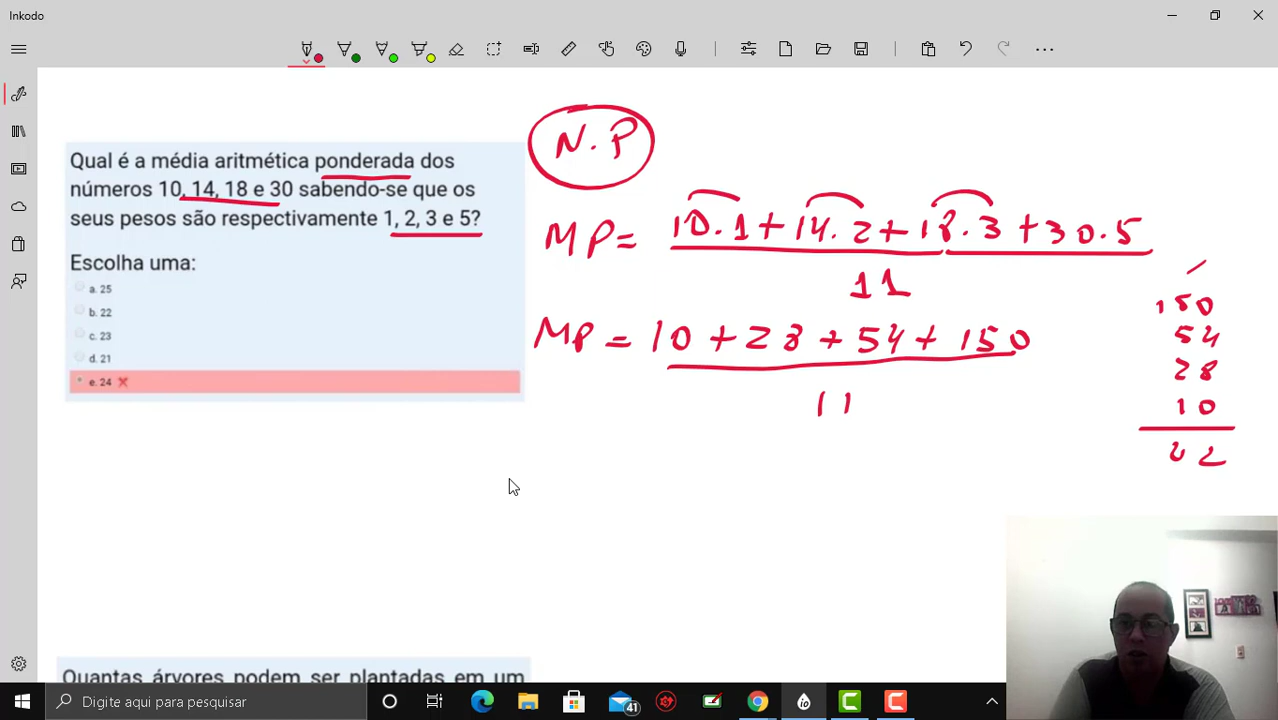 Inkodo
Qual é a média aritmética ponderada dos
números 10, 14, 18 e 30 sabendo-se que os
seus pesos são respectivamente 1, 2, 3 e 5?
Escolha uma:
a. 25
b. 22
c. 23
d. 21
e. 24
N.P
MP= 10.1+14.2+18.3+30.5
11
MP= 10+28+54+150
11
150
54
28
10
22
Quantas árvores podem ser plantadas em um
Digite aqui para pesquisar
41